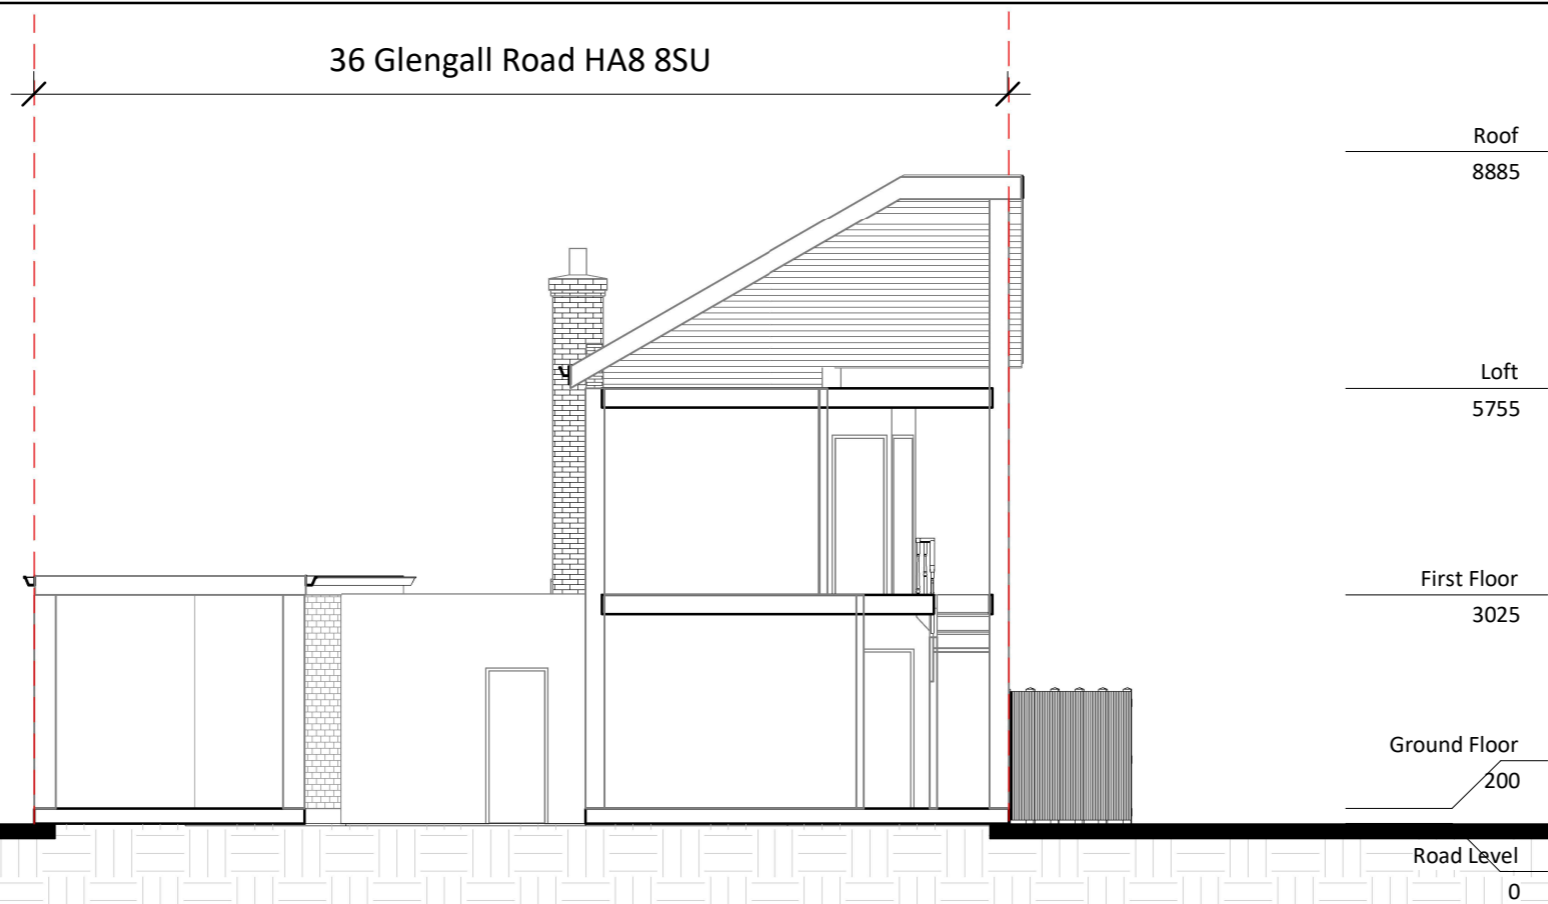 36 Glengall Road HA8 8SU
Roof
8885
Loft
5755
First Floor
3025
Ground Floor
200
Road Level
0